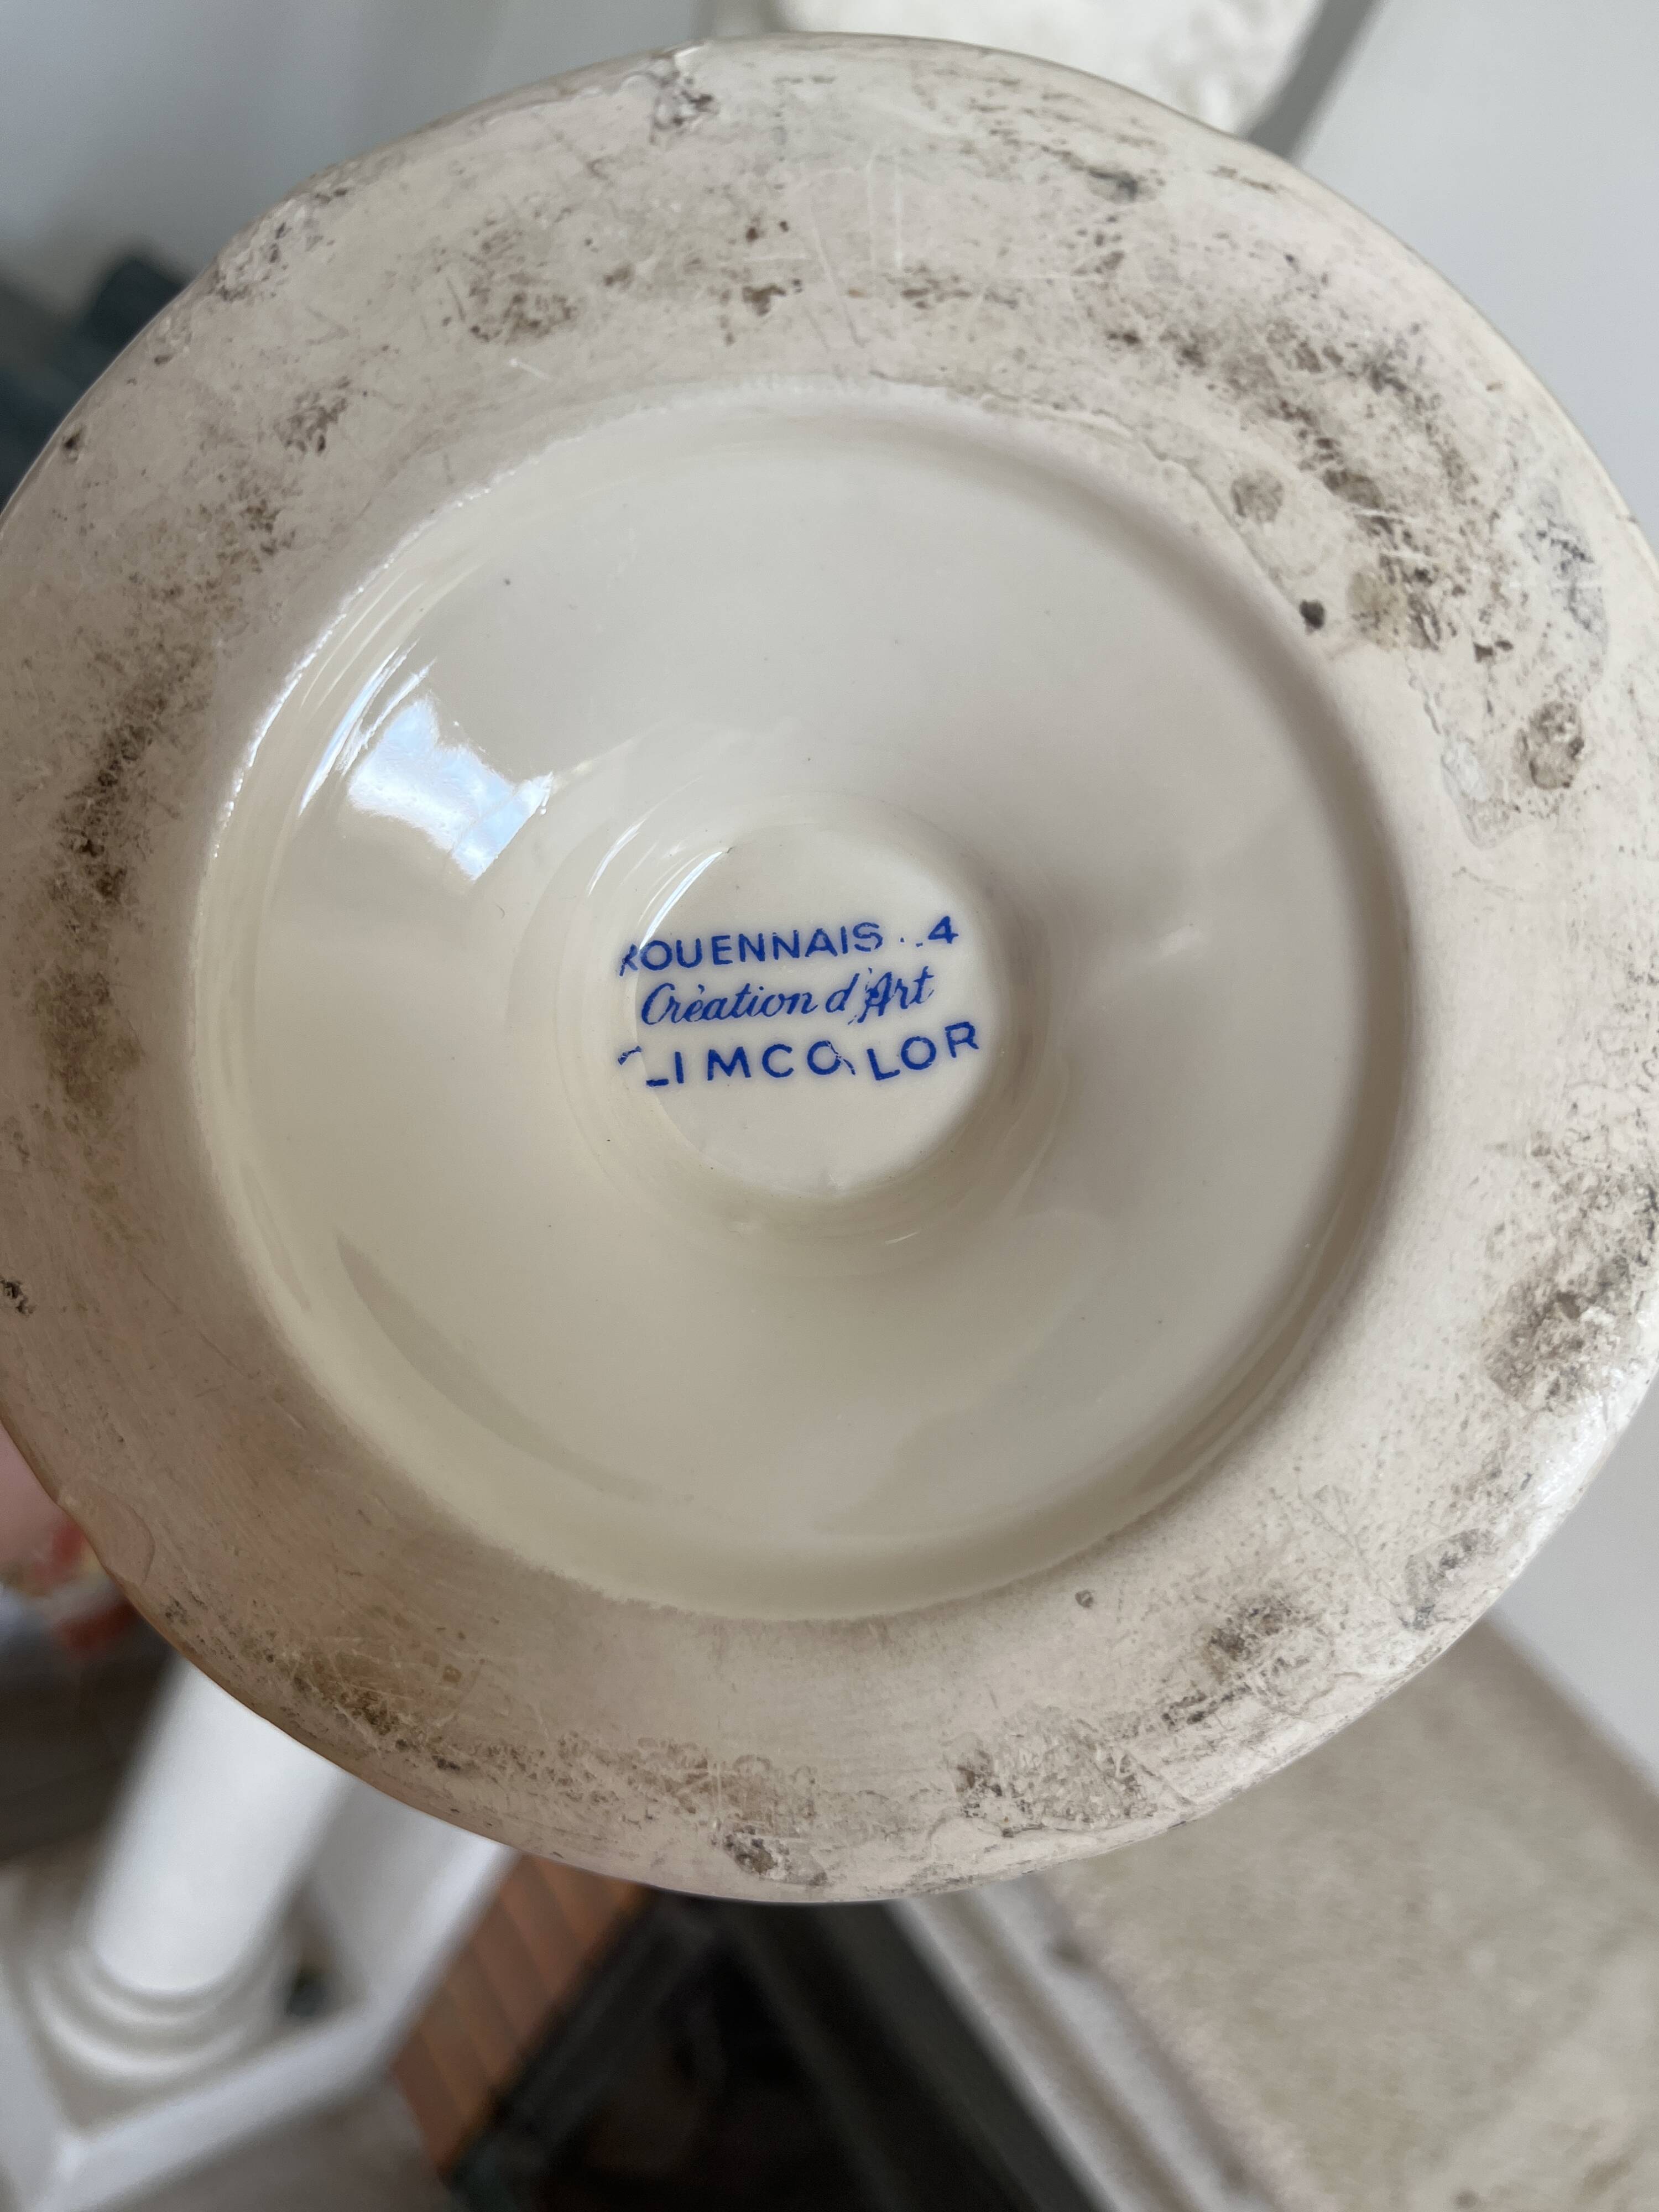 ROUENNAIS . . 4
Création d'Art
LIMCOLOR